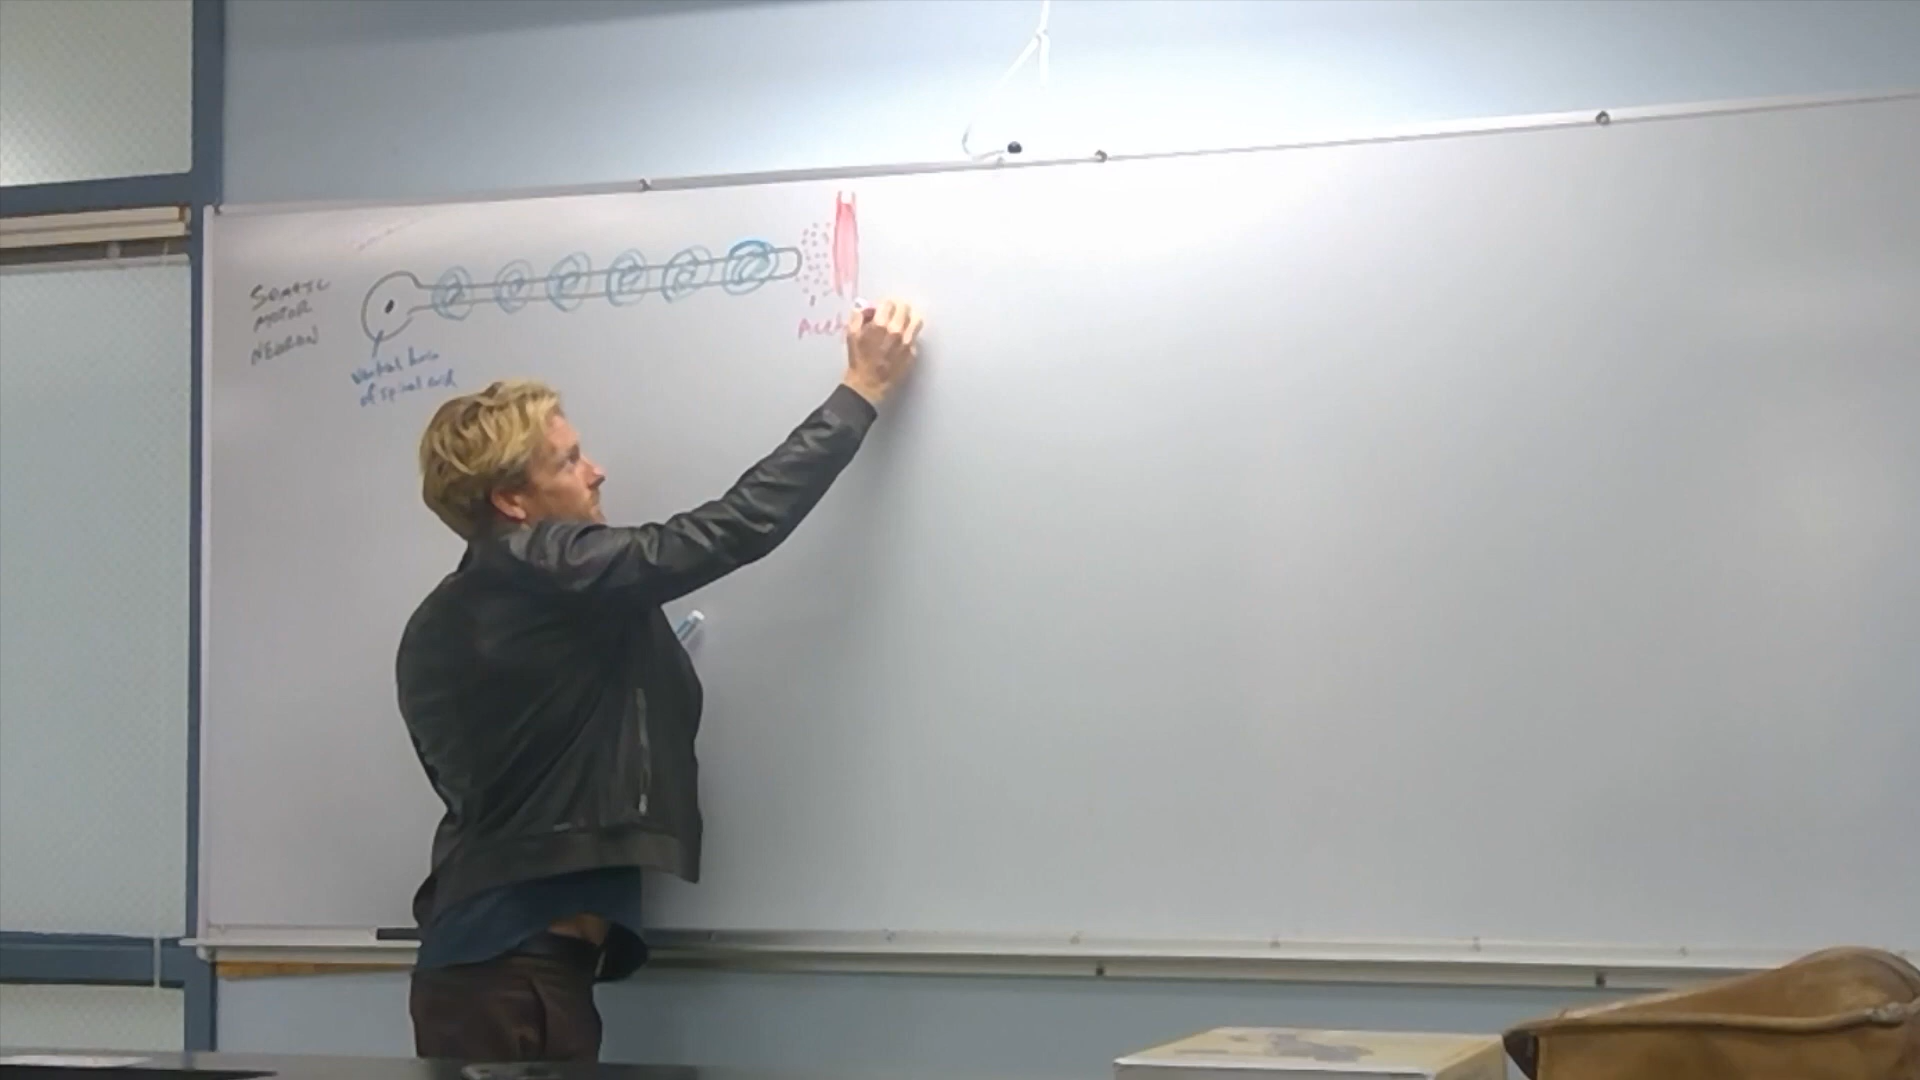 SOMATIC
MOTOR
NEURON
Ventral horn
of spinal cord
Acet